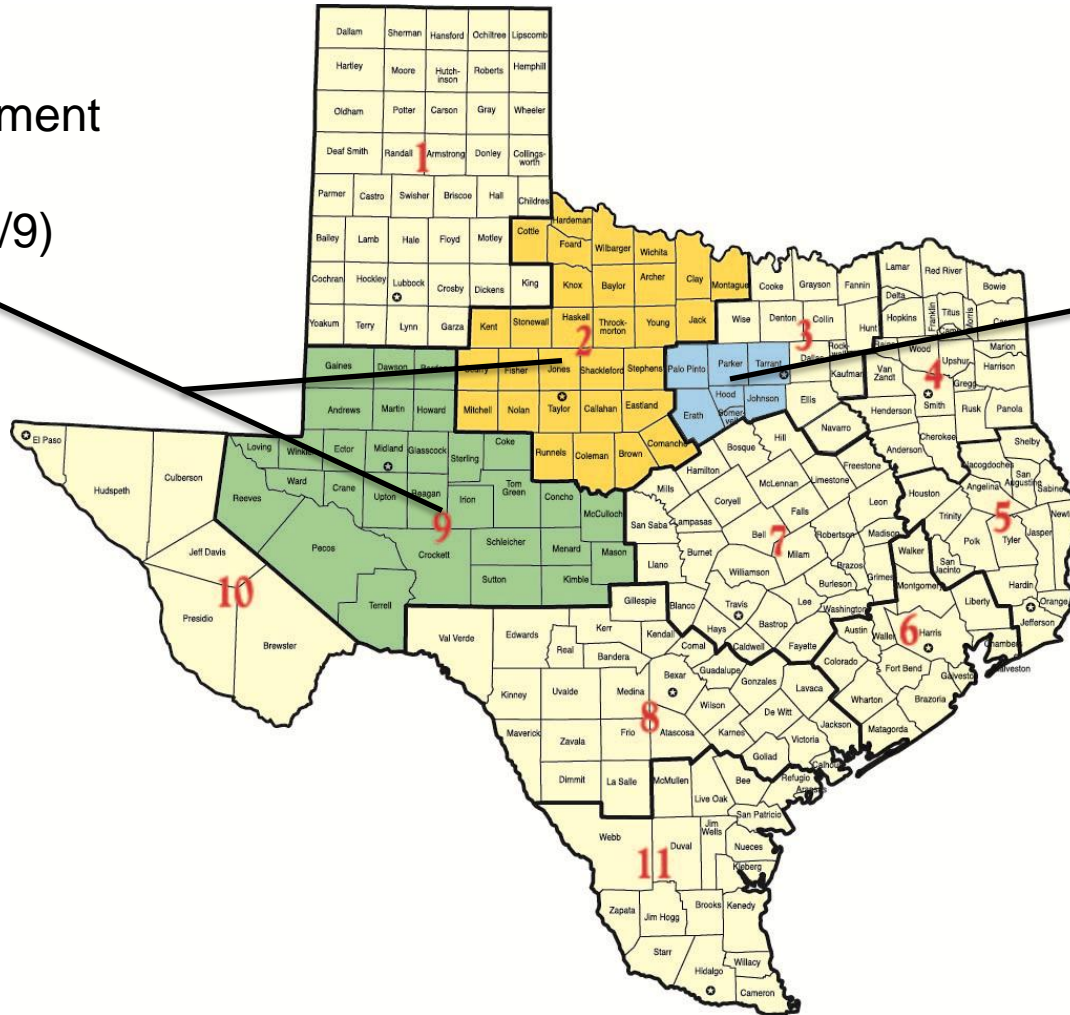 ment
/9)
Dallam Sherman Hansford Ochiltree Lipscomb
Hartley Moore Hutch-
inson Roberts Hemphill
Oldham Potter Carson Gray Wheeler
Deaf Smith Randall 1 Armstrong Donley Collings-
worth
Parmer Castro Swisher Briscoe Hall Childres
Bailey Lamb Hale Floyd Motley Cottle
Hardeman
Foard Wilbarger Wichita
Cochran Hockley Lubbock Crosby Dickens King
Knox Baylor Archer Clay Montague
Cooke Grayson Fannin
Lamar Red River Bowie
Yoakum Terry Lynn Garza
Kent Stonewall Haskell Throck-
morton Young Jack
2
Wise Denton Collin Hunt
3
Delta Hopkins Franklin Titus Morris
Gaines Dawson
Fisher Jones Shackleford Stephens
Palo Pinto Parker Tarrant
Rock-
Kaufman
Wood Upshur Marion
Van
Zandt
4
Gregg Harrison
Andrews Martin Howard
Mitchell Nolan Taylor Callahan Eastland
Erath Hood Johnson Ellis
Henderson Smith Rusk Panola
Navarro
El Paso Hudspeth Culberson
Loving Ector Midland Glasscock Sterling Coke
Runnels Coleman Brown Comanche
Bosque Hill
Anderson Cherokee Shelby
Reeves Ward Crane Upton Reagan Irion Tom
Green Concho McCulloch
9
Hamilton McLennan Limestone Freestone
Nacogdoches San
Augustine Sabine
Mills Coryell Falls Leon
Houston Angelina
5
Jeff Davis Pecos Crockett Schleicher Menard Mason
San Saba Lampasas Bell 7 Milam Robertson Madison
Trinity Polk Tyler Jasper Newt
10
Presidio Brewster Terrell
Sutton Kimble
Llano Burnet Williamson Burleson Brazos Grimes Walker San
Jacinto Hardin
Gillespie Blanco Travis Lee Washington Montgomery Liberty Orange
Val Verde Edwards Kerr Kendall Hays Bastrop Fayette Austin Waller 6 Harris Jefferson
Real Bandera Comal Caldwell Colorado Chambers
Kinney Uvalde Medina Bexar Guadalupe Gonzales Lavaca Fort Bend Galveston Galveston
8
Wilson De Witt Wharton Brazoria
Maverick Zavala Frio Atascosa Karnes Victoria Jackson Matagorda
Goliad
Dimmit La Salle McMullen Bee Refugio
Live Oak
San Patricio
Webb 11 Duval Jim
Wells Nueces
Kleberg
Zapata Jim Hogg Brooks Kenedy
Starr Willacy
Hidalgo Cameron